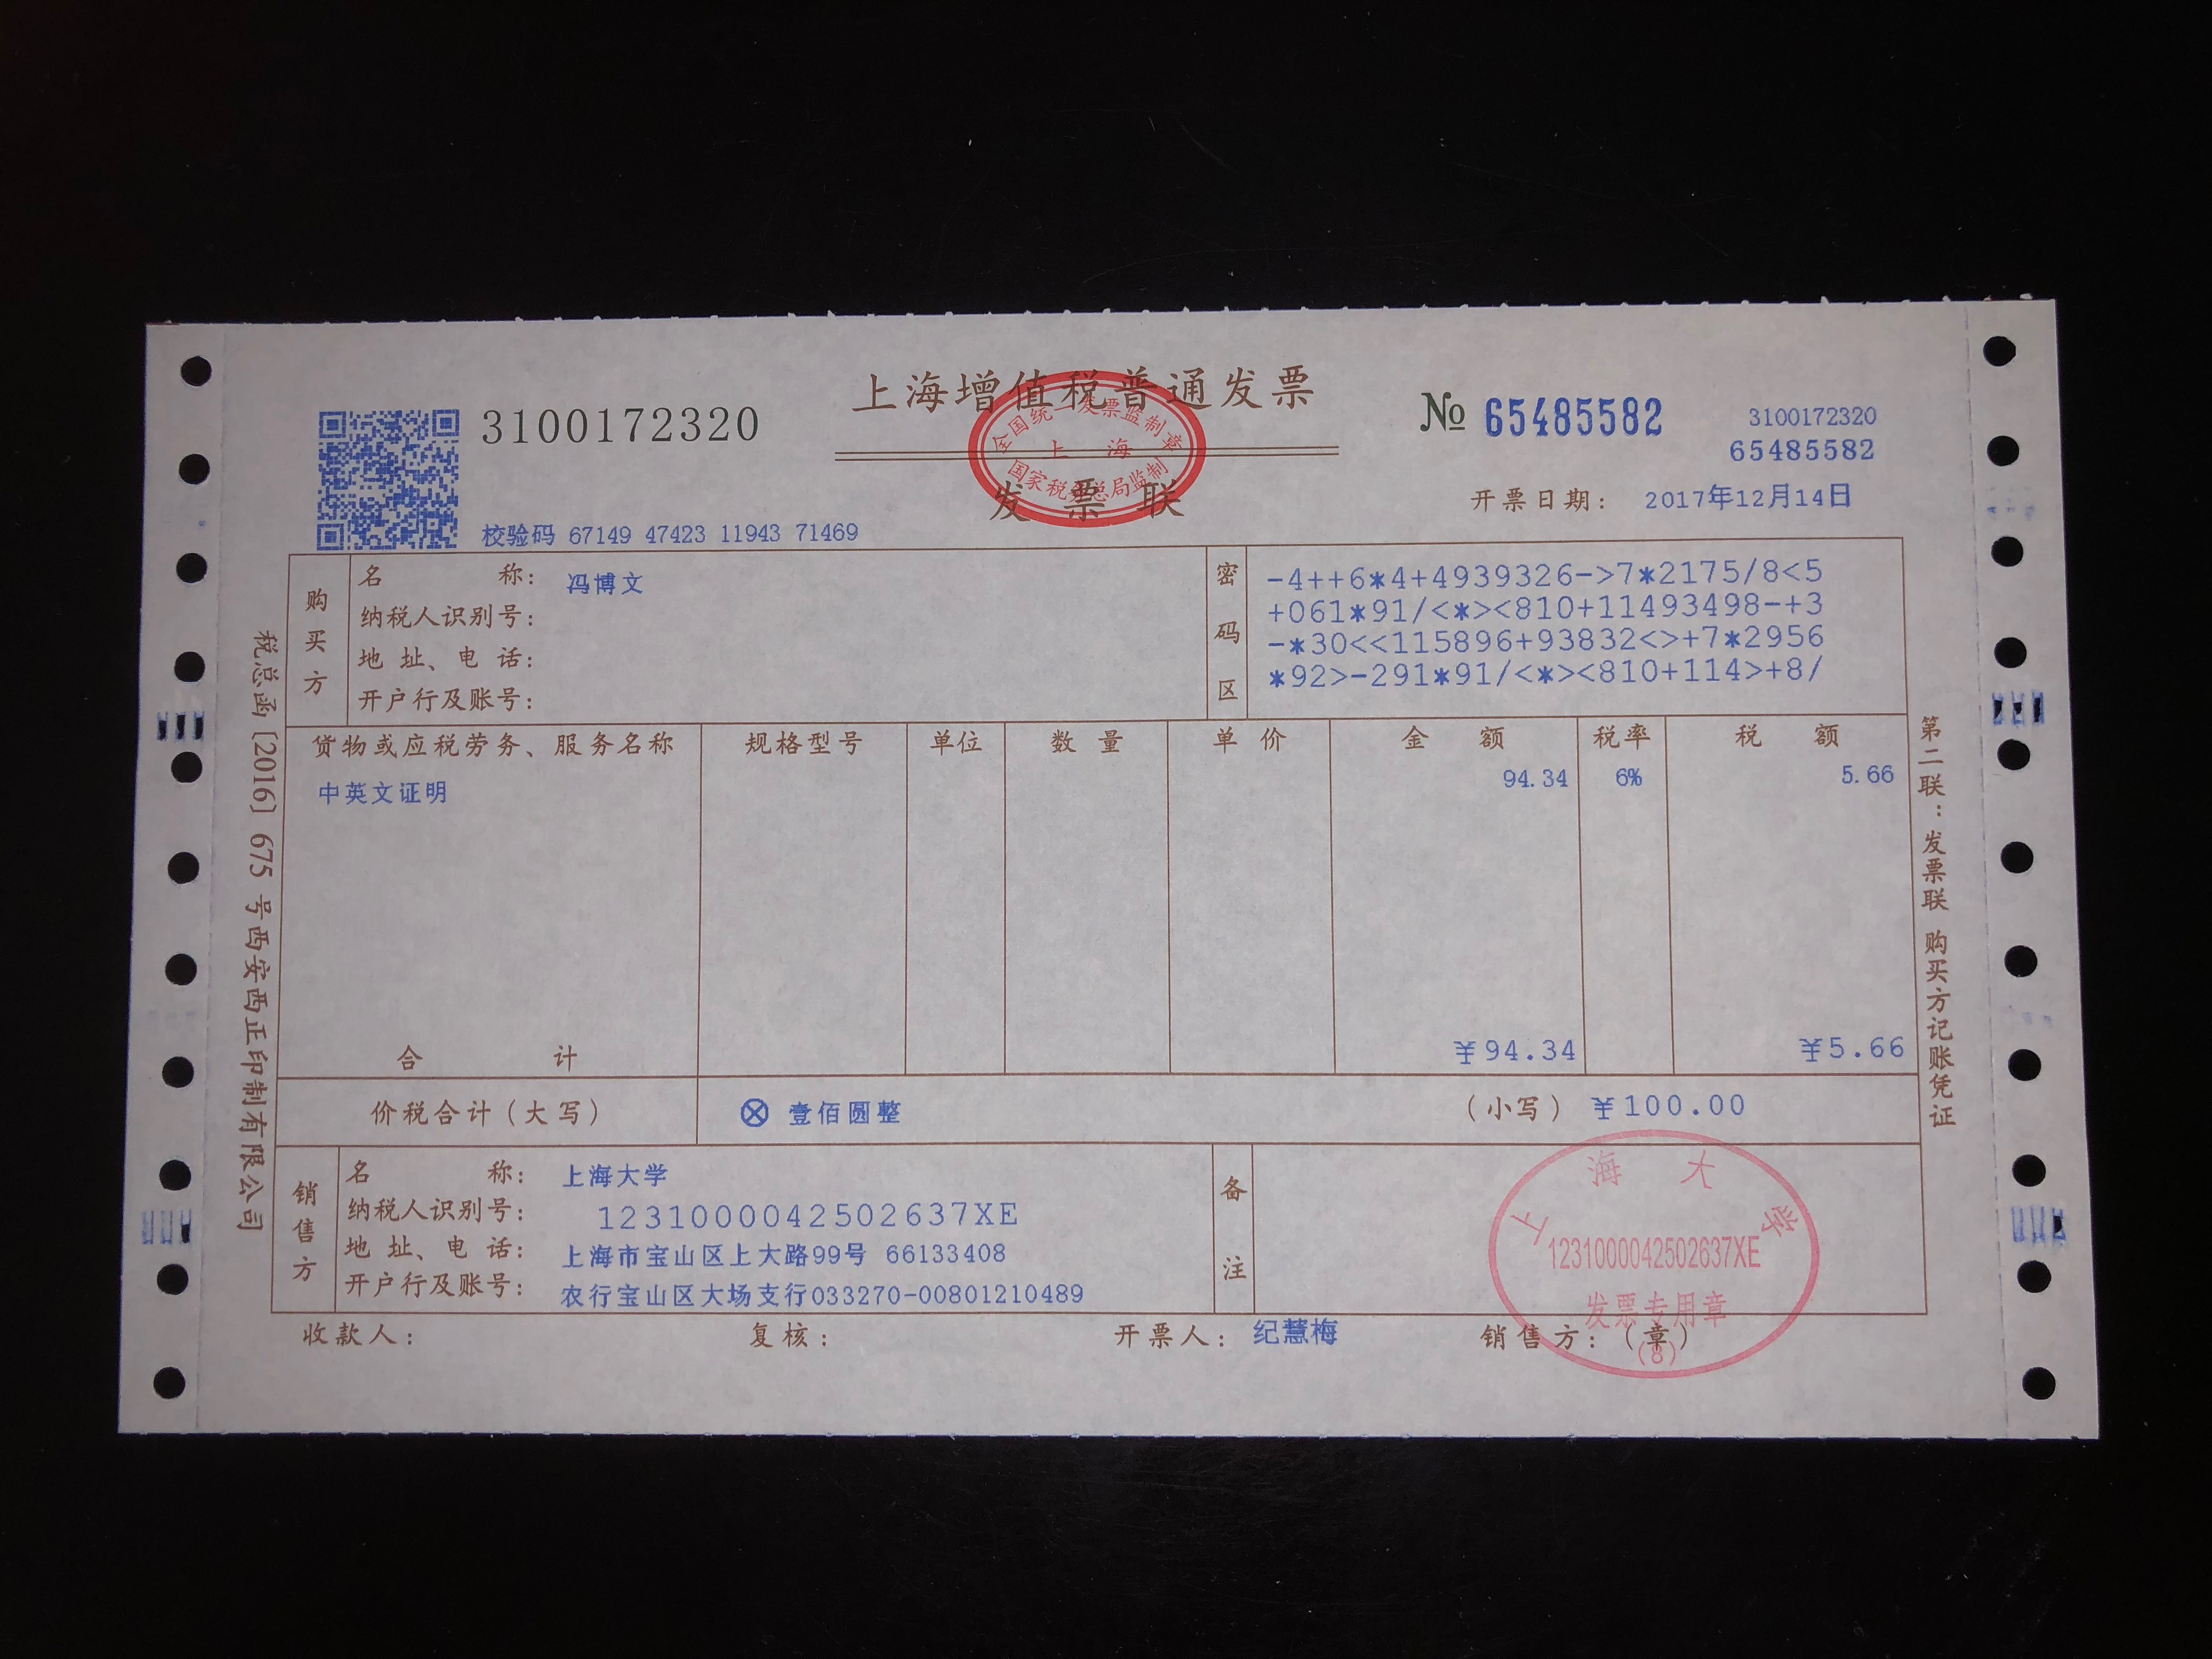 上海增值税普通发票
3100172320
№ 65485582
3100172320
65485582
全国统一发票监制章
上海
国家税务总局监制
发票联
开票日期： 2017年12月14日
校验码 67149 47423 11943 71469
购买方
名 称： 冯博文
纳税人识别号：
地 址、电 话：
开户行及账号：
密码区
-4++6*4+4939326->7*2175/8<5
+061*91/<*><810+11493498-+3
-*30<<115896+93832<>+7*2956
*92>-291*91/<*><810+114>+8/
货物或应税劳务、服务名称 规格型号 单位 数 量 单 价 金 额 税率 税 额
中英文证明 94.34 6% 5.66
合 计 ¥94.34 ¥5.66
价税合计（大写） ⊗ 壹佰圆整 （小写） ¥100.00
销售方
名 称： 上海大学
纳税人识别号： 1231000042502637XE
地 址、电 话： 上海市宝山区上大路99号 66133408
开户行及账号： 农行宝山区大场支行033270-00801210489
备注
上海大学
1231000042502637XE
发票专用章
(8)
收款人： 复核： 开票人： 纪慧梅 销售方：（章）
税总函〔2016〕675 号西安西正印制有限公司
第二联：发票联 购买方记账凭证